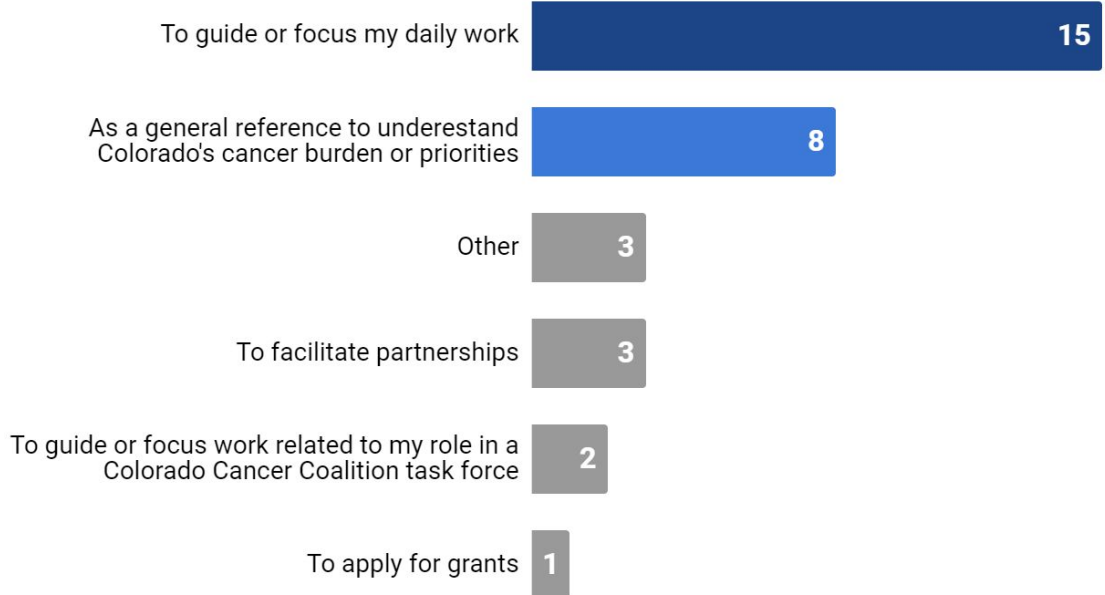 To guide or focus my daily work
15
As a general reference to underestand
Colorado's cancer burden or priorities
8
Other
3
To facilitate partnerships
3
To guide or focus work related to my role in a
Colorado Cancer Coalition task force
2
To apply for grants
1